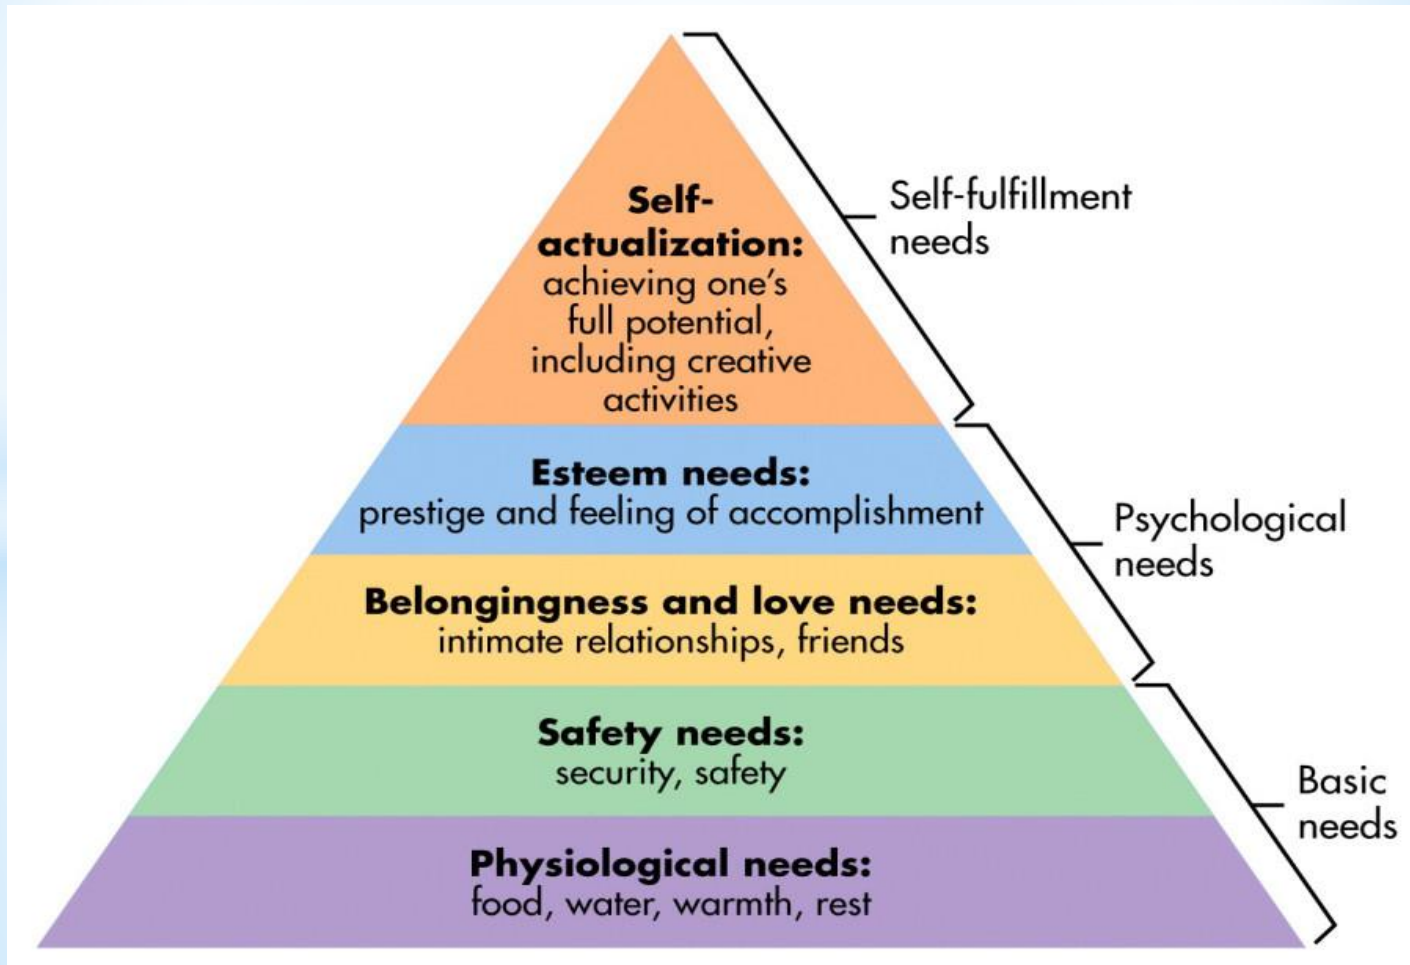 Self-
actualization:
achieving one's
full potential,
including creative
activities
Self-fulfillment
needs
Esteem needs:
prestige and feeling of accomplishment
Belongingness and love needs:
intimate relationships, friends
Psychological
needs
Safety needs:
security, safety
Physiological needs:
food, water, warmth, rest
Basic
needs